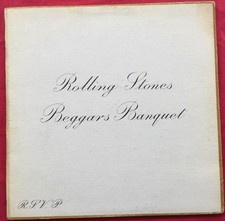 Rolling Stones
Beggars Banquet
R.S.V.P.